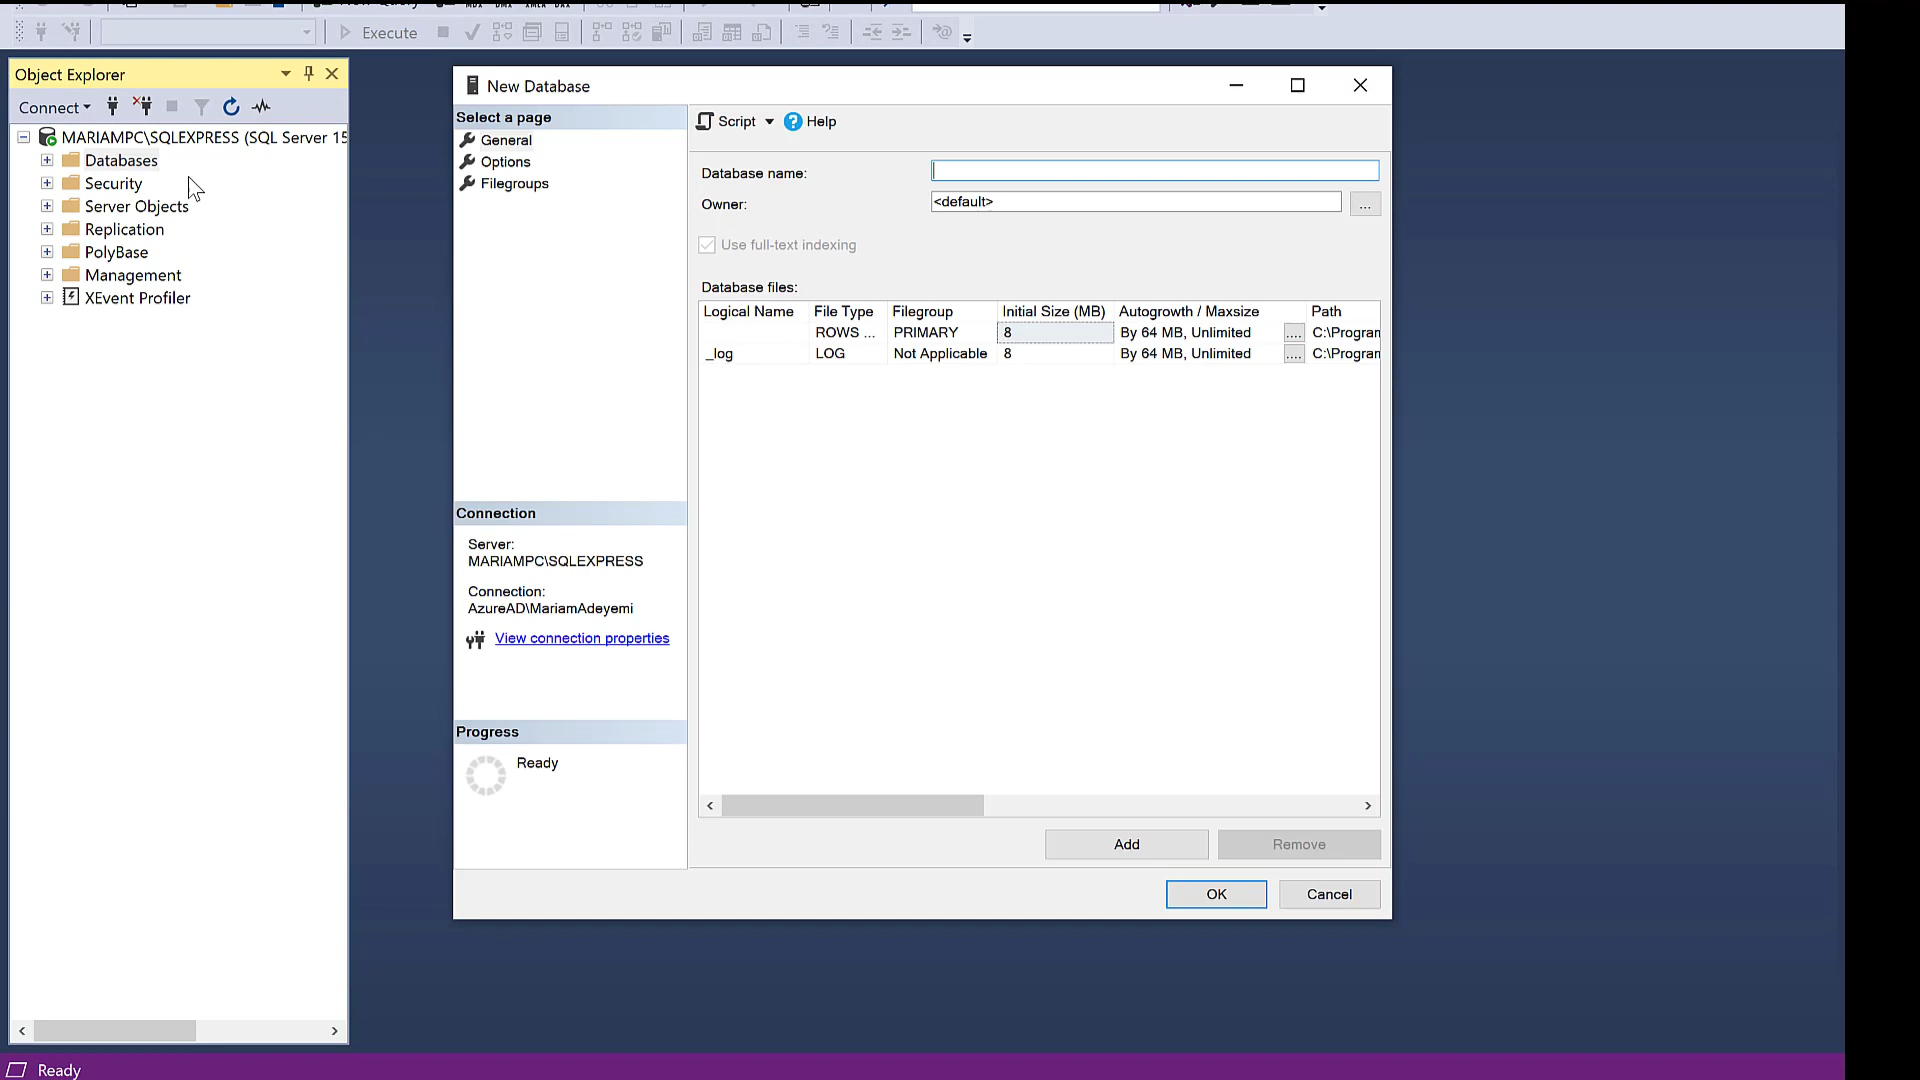 Execute
Object Explorer
Connect
MARIAMPC\SQLEXPRESS (SQL Server 15
Databases
Security
Server Objects
Replication
PolyBase
Management
XEvent Profiler
New Database
Select a page
General
Options
Filegroups
Connection
Server:
MARIAMPC\SQLEXPRESS
Connection:
AzureAD\MariamAdeyemi
View connection properties
Progress
Ready
Script
Help
Database name:
Owner:
<default>
...
Use full-text indexing
Database files:
Logical Name File Type Filegroup Initial Size (MB) Autogrowth / Maxsize Path
ROWS ... PRIMARY 8 By 64 MB, Unlimited .... C:\Program
_log LOG Not Applicable 8 By 64 MB, Unlimited .... C:\Program
Add
Remove
OK
Cancel
Ready